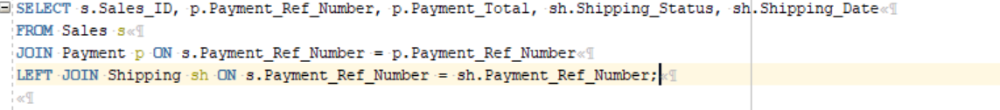 SELECT s.Sales_ID, p.Payment_Ref_Number, p.Payment_Total, sh.Shipping_Status, sh.Shipping_Date
FROM Sales s
JOIN Payment p ON s.Payment_Ref_Number = p.Payment_Ref_Number
LEFT JOIN Shipping sh ON s.Payment_Ref_Number = sh.Payment_Ref_Number;